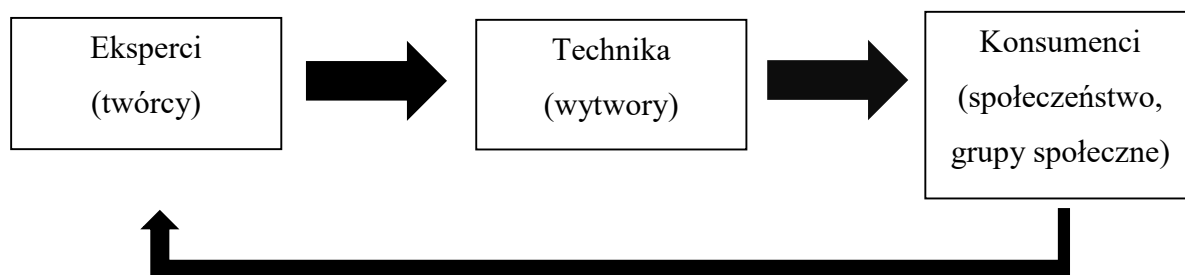 Eksperci
(twórcy)
Technika
(wytwory)
Konsumenci
(społeczeństwo,
grupy społeczne)